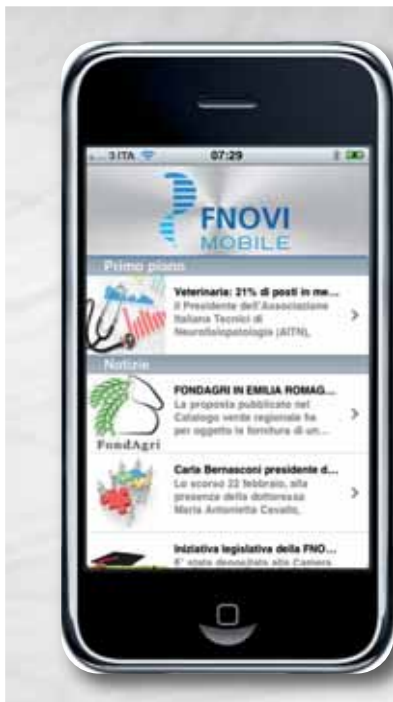 3 ITA 07:29
FNOVI
MOBILE
Primo piano
Veterinaria: 21% di posti in me...
Il Presidente dell'Associazione
Italiana Tecnici di
Neurofisiopatologia (AITN),
Notizie
FONDAGRI IN EMILIA ROMAG...
La proposta pubblicato nel
Catalogo verde regionale ha
per oggetto la fornitura di un...
FondAgri
Carla Bernasconi presidente d...
Lo scorso 22 febbraio, alla
presenza della dottoressa
Maria Antonietta Cavallo,
Iniziativa legislativa della FNO...
E' stata depositata alla Camera